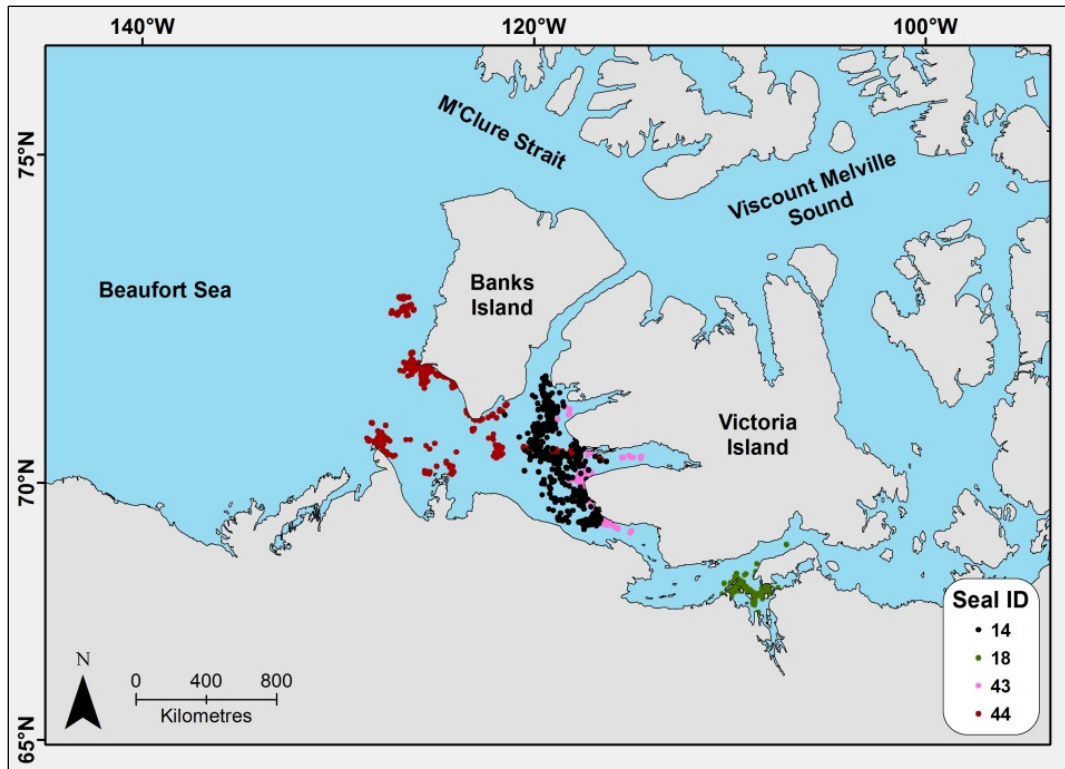 140°W
120°W
100°W
75°N
M'Clure Strait
Viscount Melville
Sound
Beaufort Sea
Banks
Island
Victoria
Island
70°N
65°N
N
0 400 800
Kilometres
Seal ID
14
18
43
44